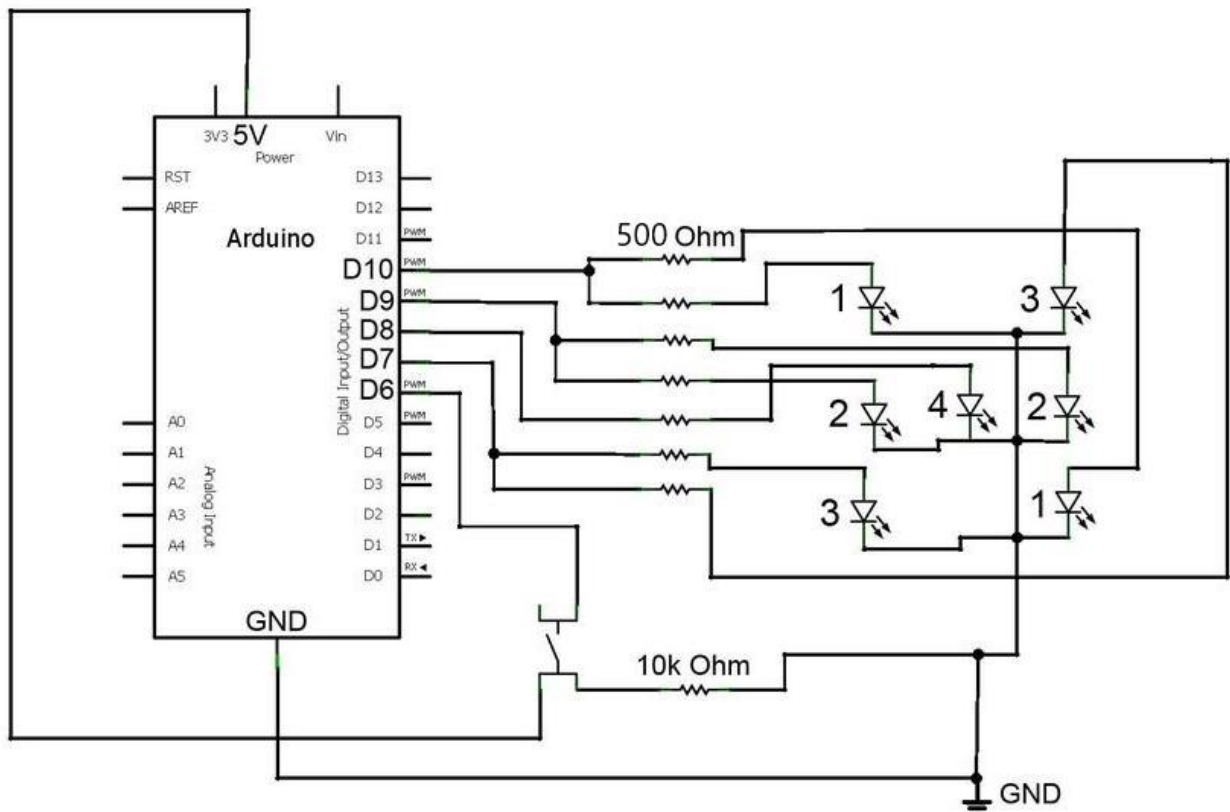 3V3 5V Vin
Power
RST D13
AREF D12
Arduino D11 PWM
500 Ohm
D10 PWM
D9 PWM
1 3
D8
D7
D6 PWM
Digital Input/Output
2 4 2
A0 D5 PWM
A1 D4
A2 D3 PWM
3 1
A3 D2
A4 D1 TX ▶
A5 D0 RX ◀
Analog Input
GND
10k Ohm
GND